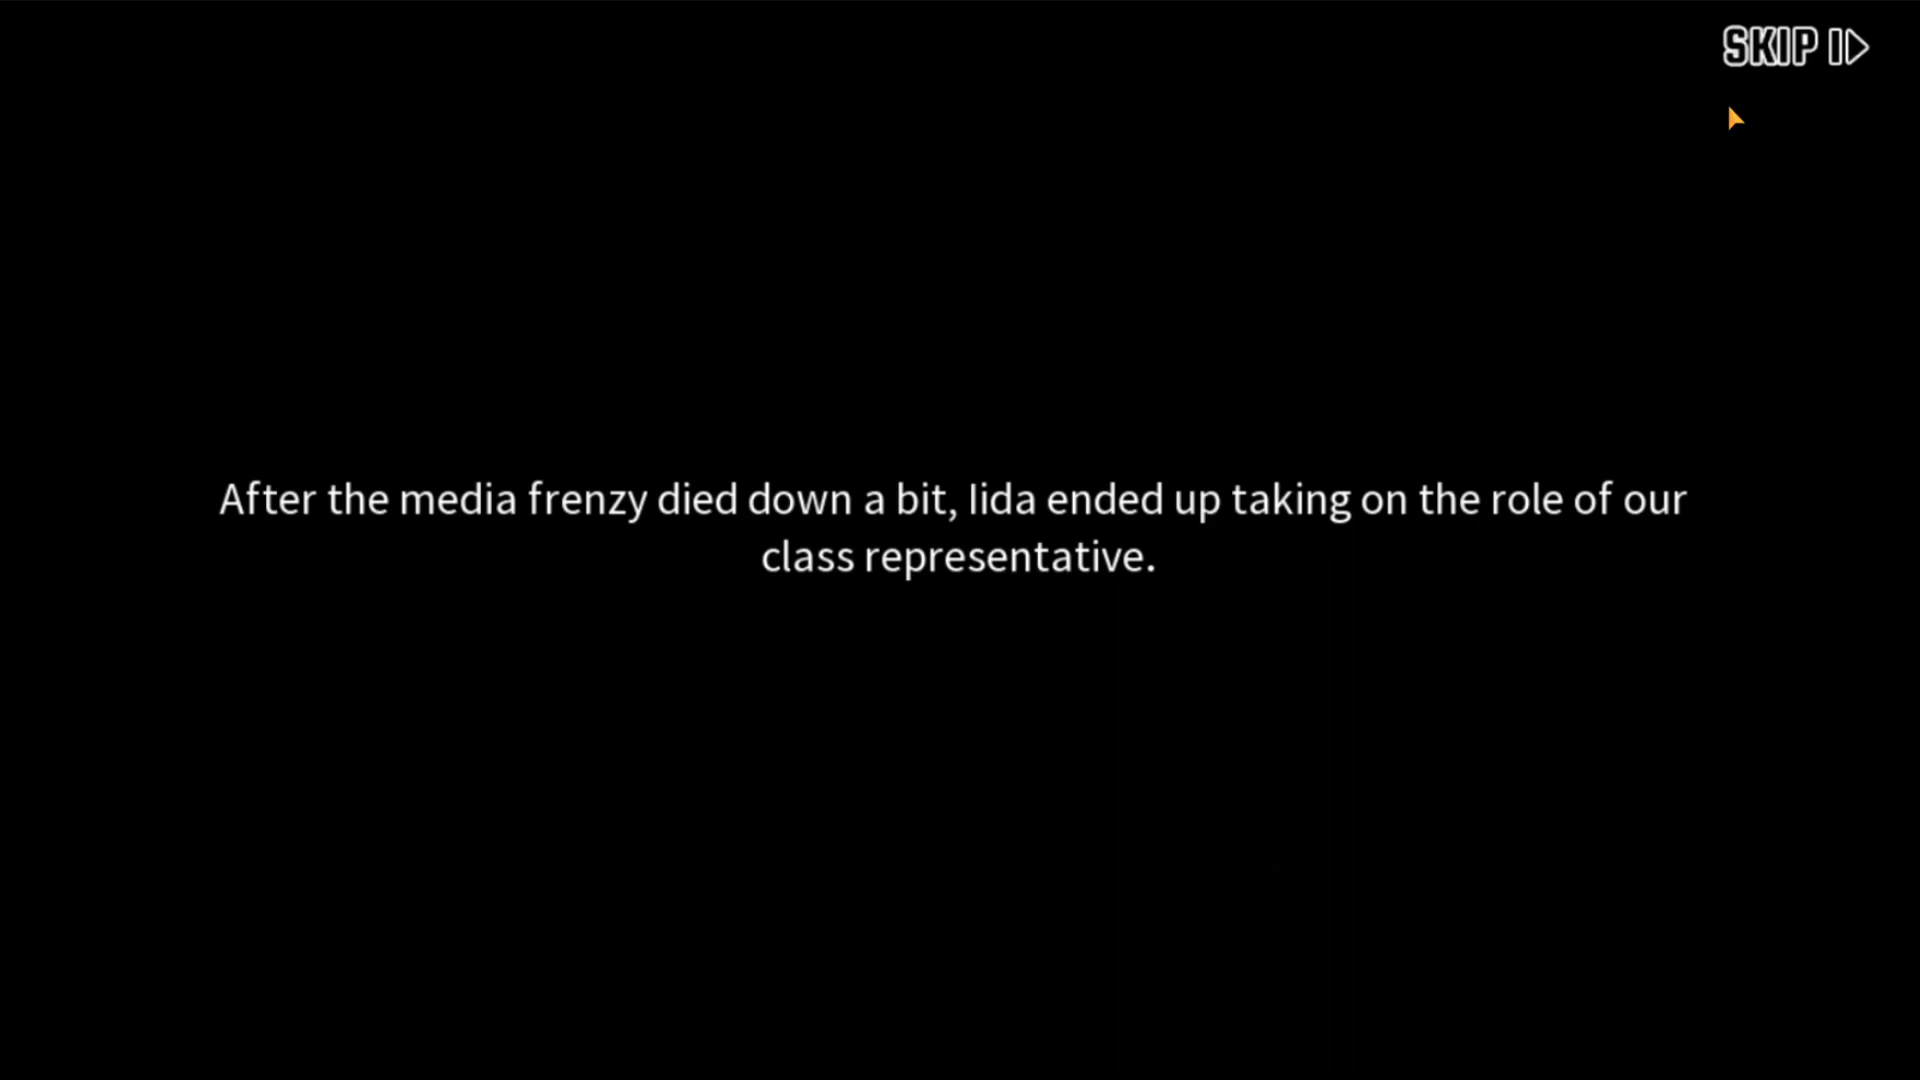 SKIP
After the media frenzy died down a bit, Iida ended up taking on the role of our
class representative.